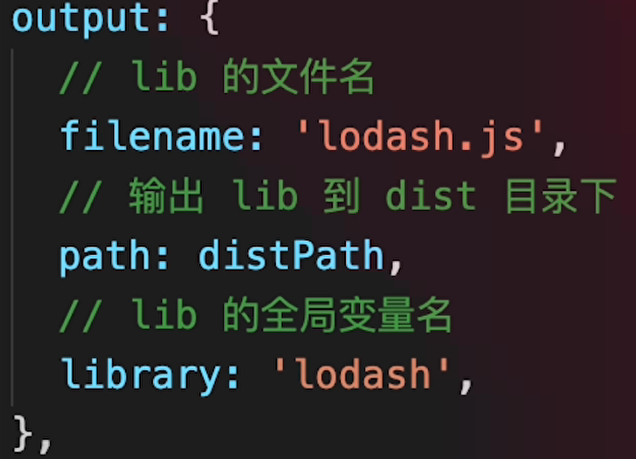 output: {
// lib 的文件名
filename: 'lodash.js',
// 输出 lib 到 dist 目录下
path: distPath,
// lib 的全局变量名
library: 'lodash',
},